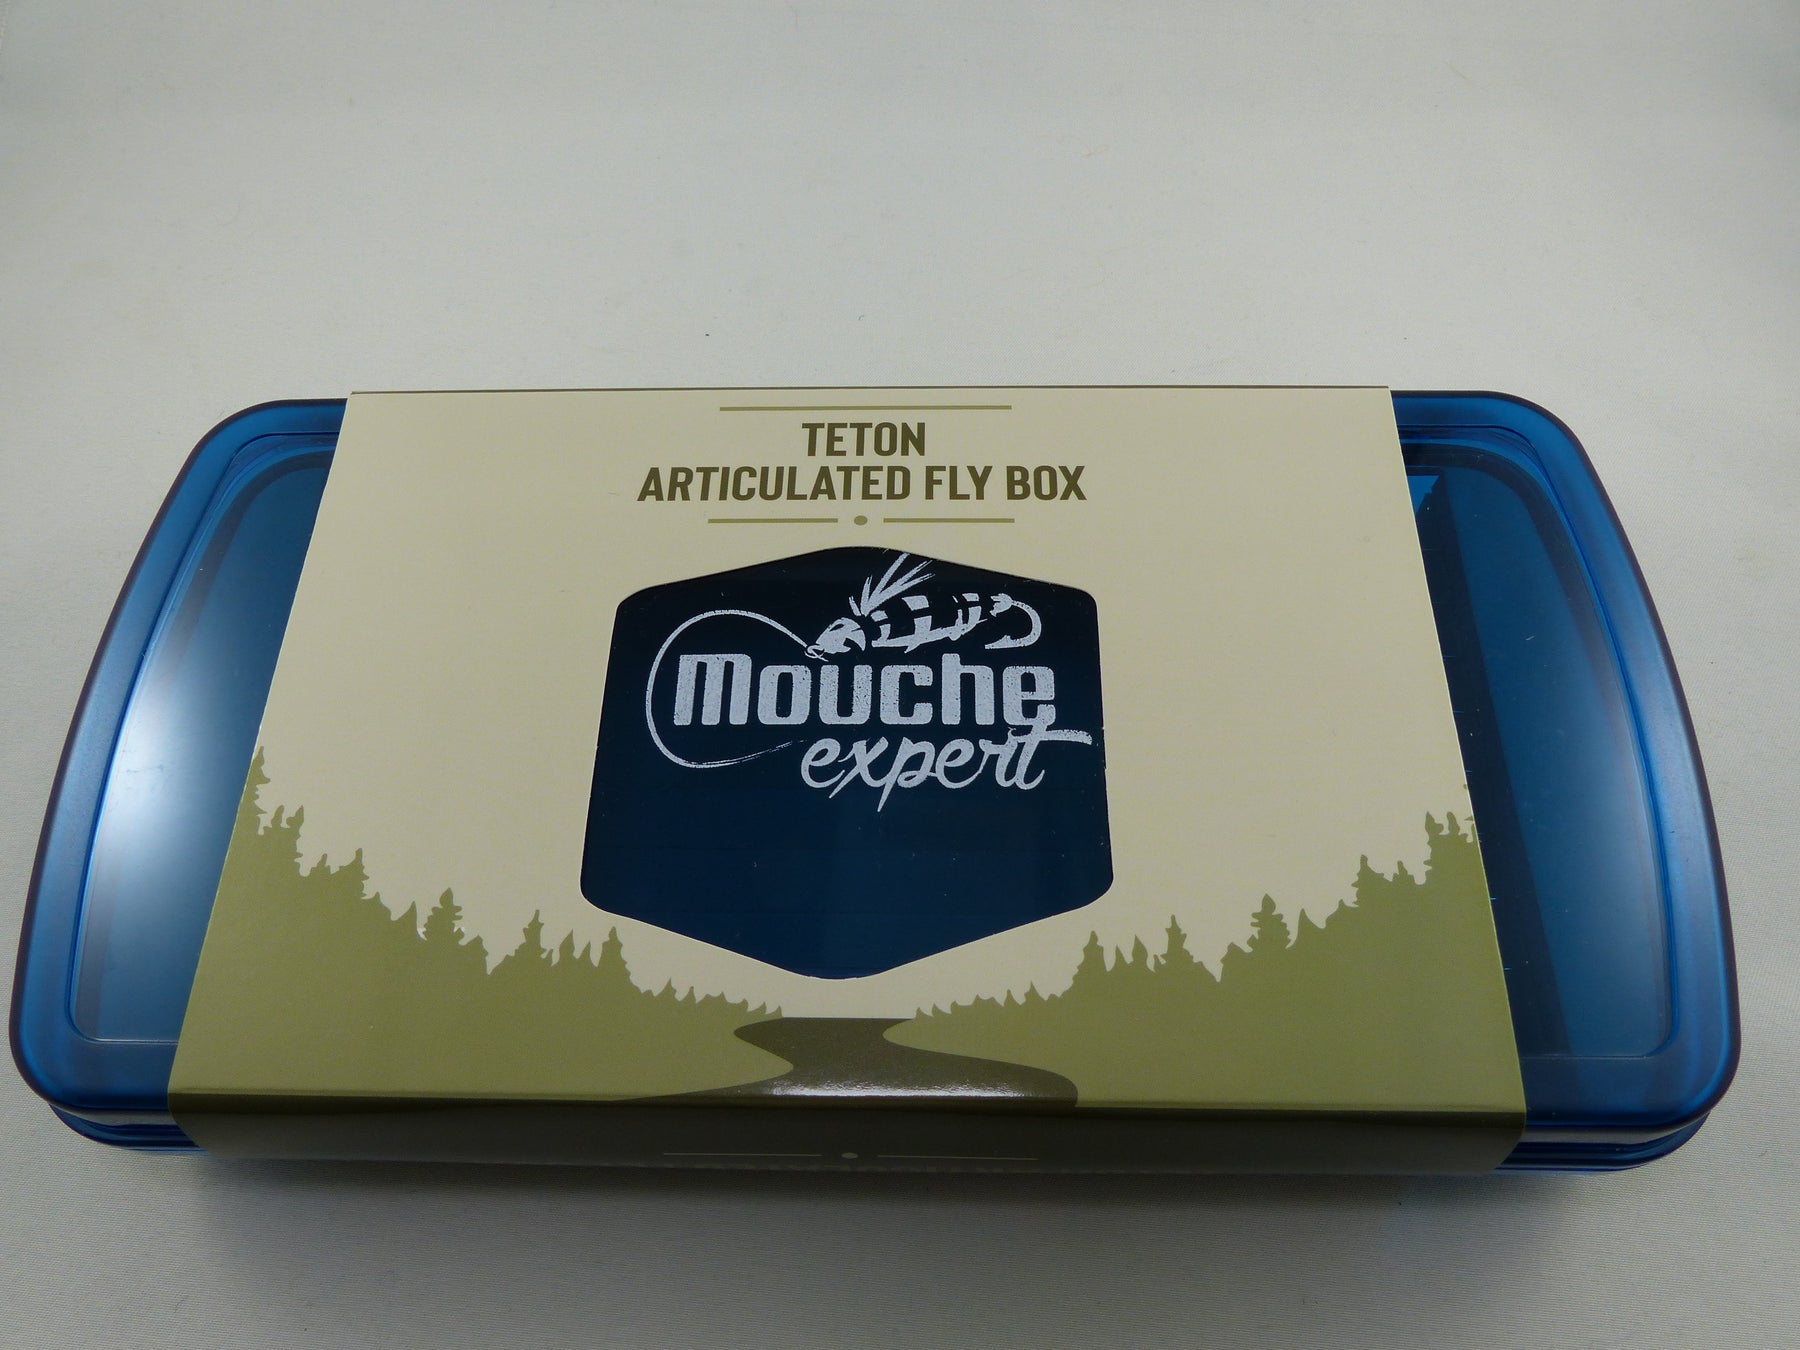 TETON
ARTICULATED FLY BOX
Mouche
expert